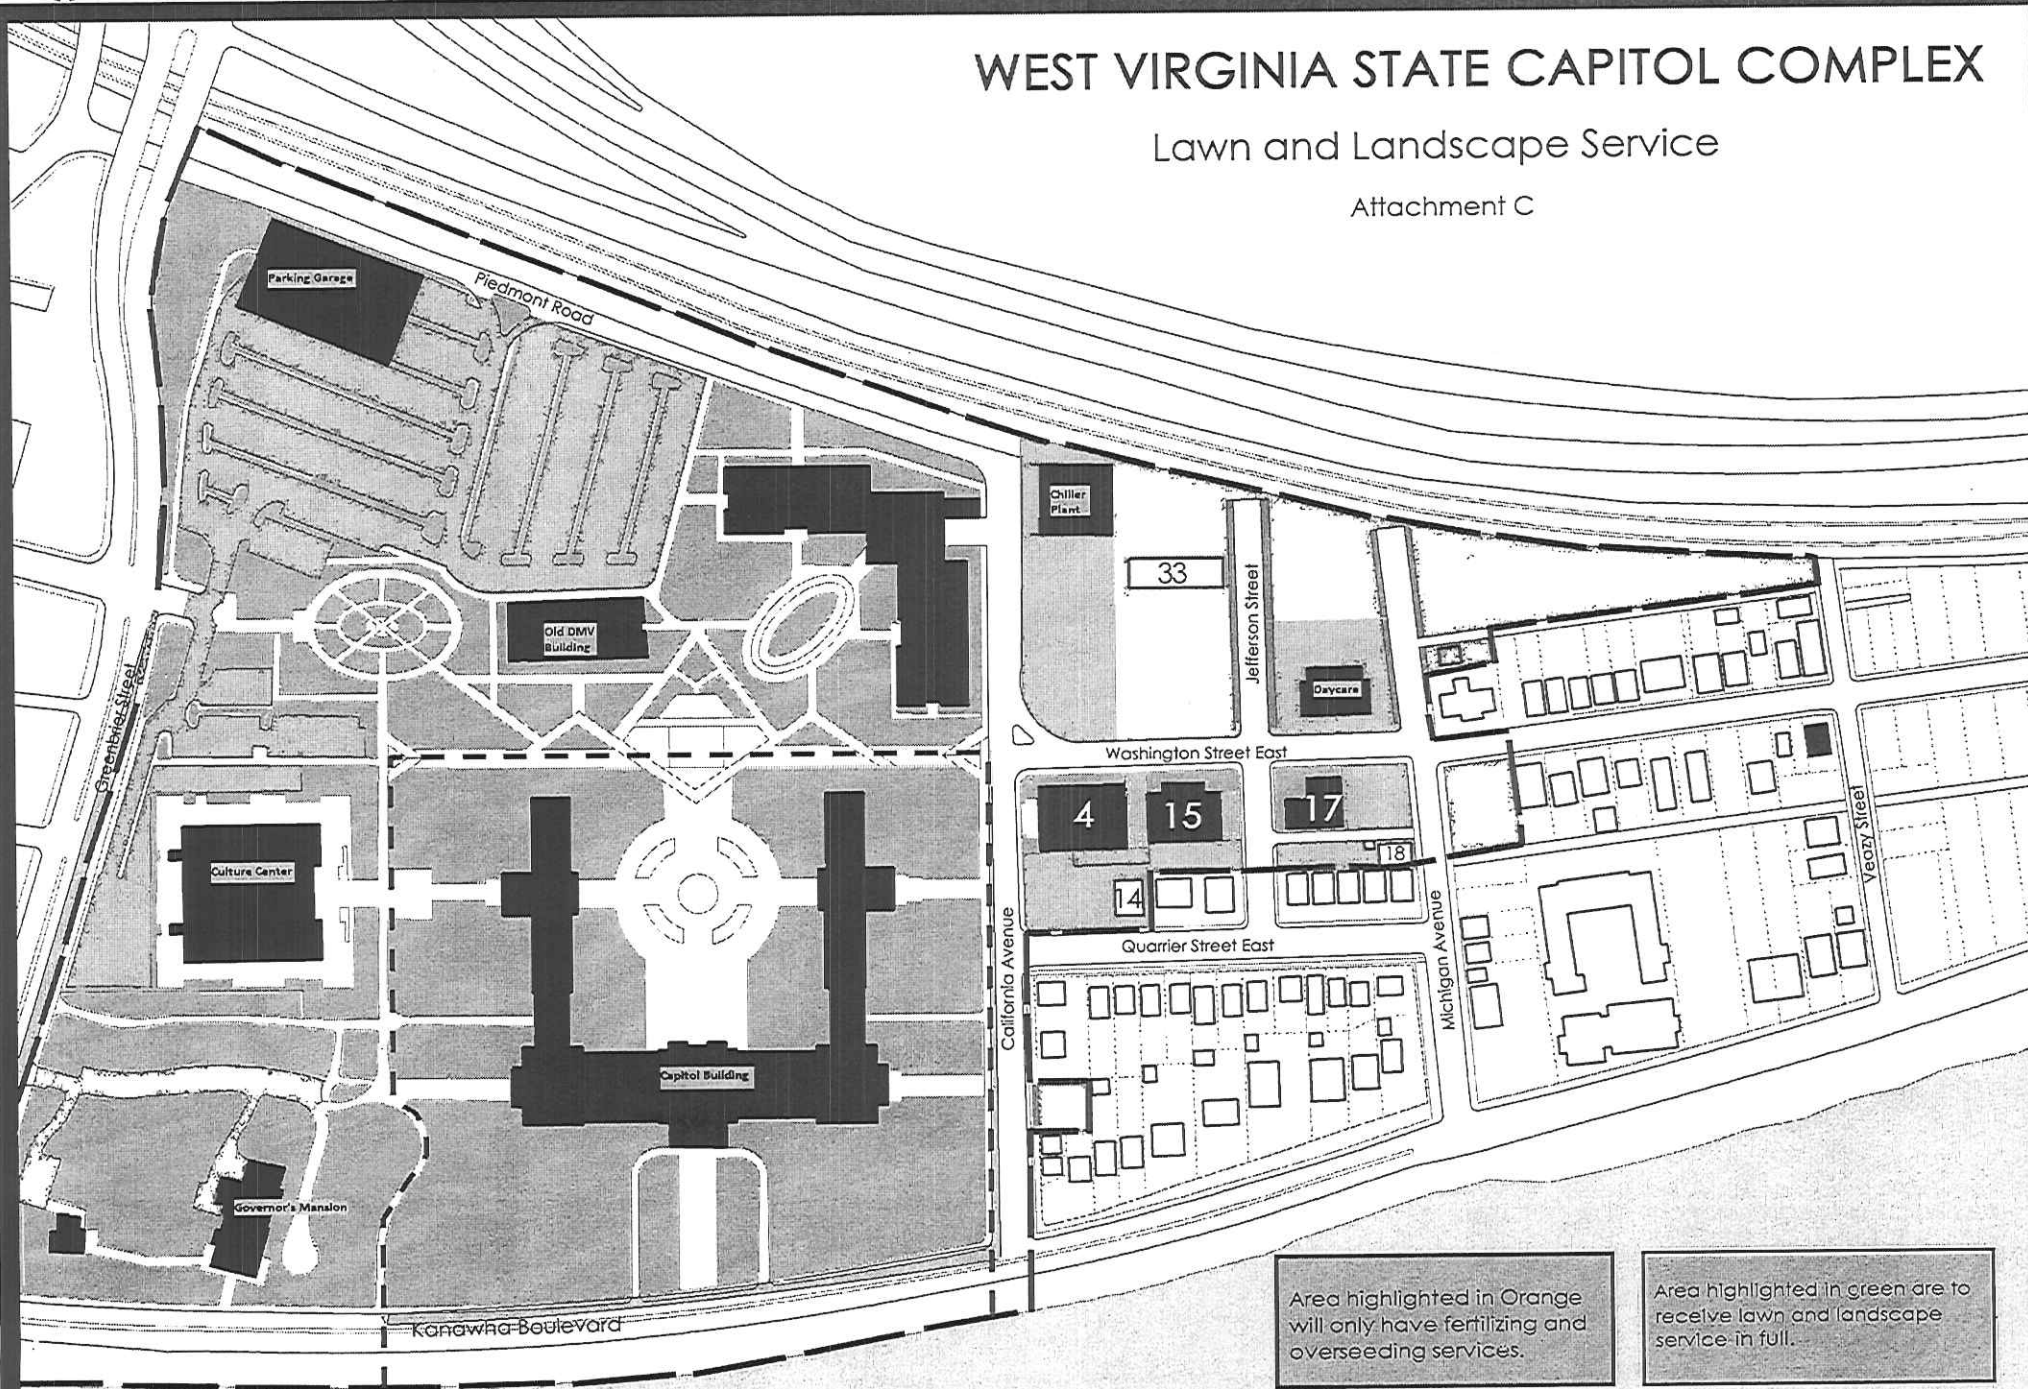 WEST VIRGINIA STATE CAPITOL COMPLEX
Lawn and Landscape Service
Attachment C
Parking Garage
Piedmont Road
Chiller
Plant
33
Jefferson Street
Old DMV
Building
Daycare
Greenbrier Street
Washington Street East
4
15
17
18
Veazy Street
Culture Center
14
California Avenue
Quarrier Street East
Michigan Avenue
Capitol Building
Governor's Mansion
Kanawha Boulevard
Area highlighted in Orange
will only have fertilizing and
overseeding services.
Area highlighted in green are to
receive lawn and landscape
service in full.